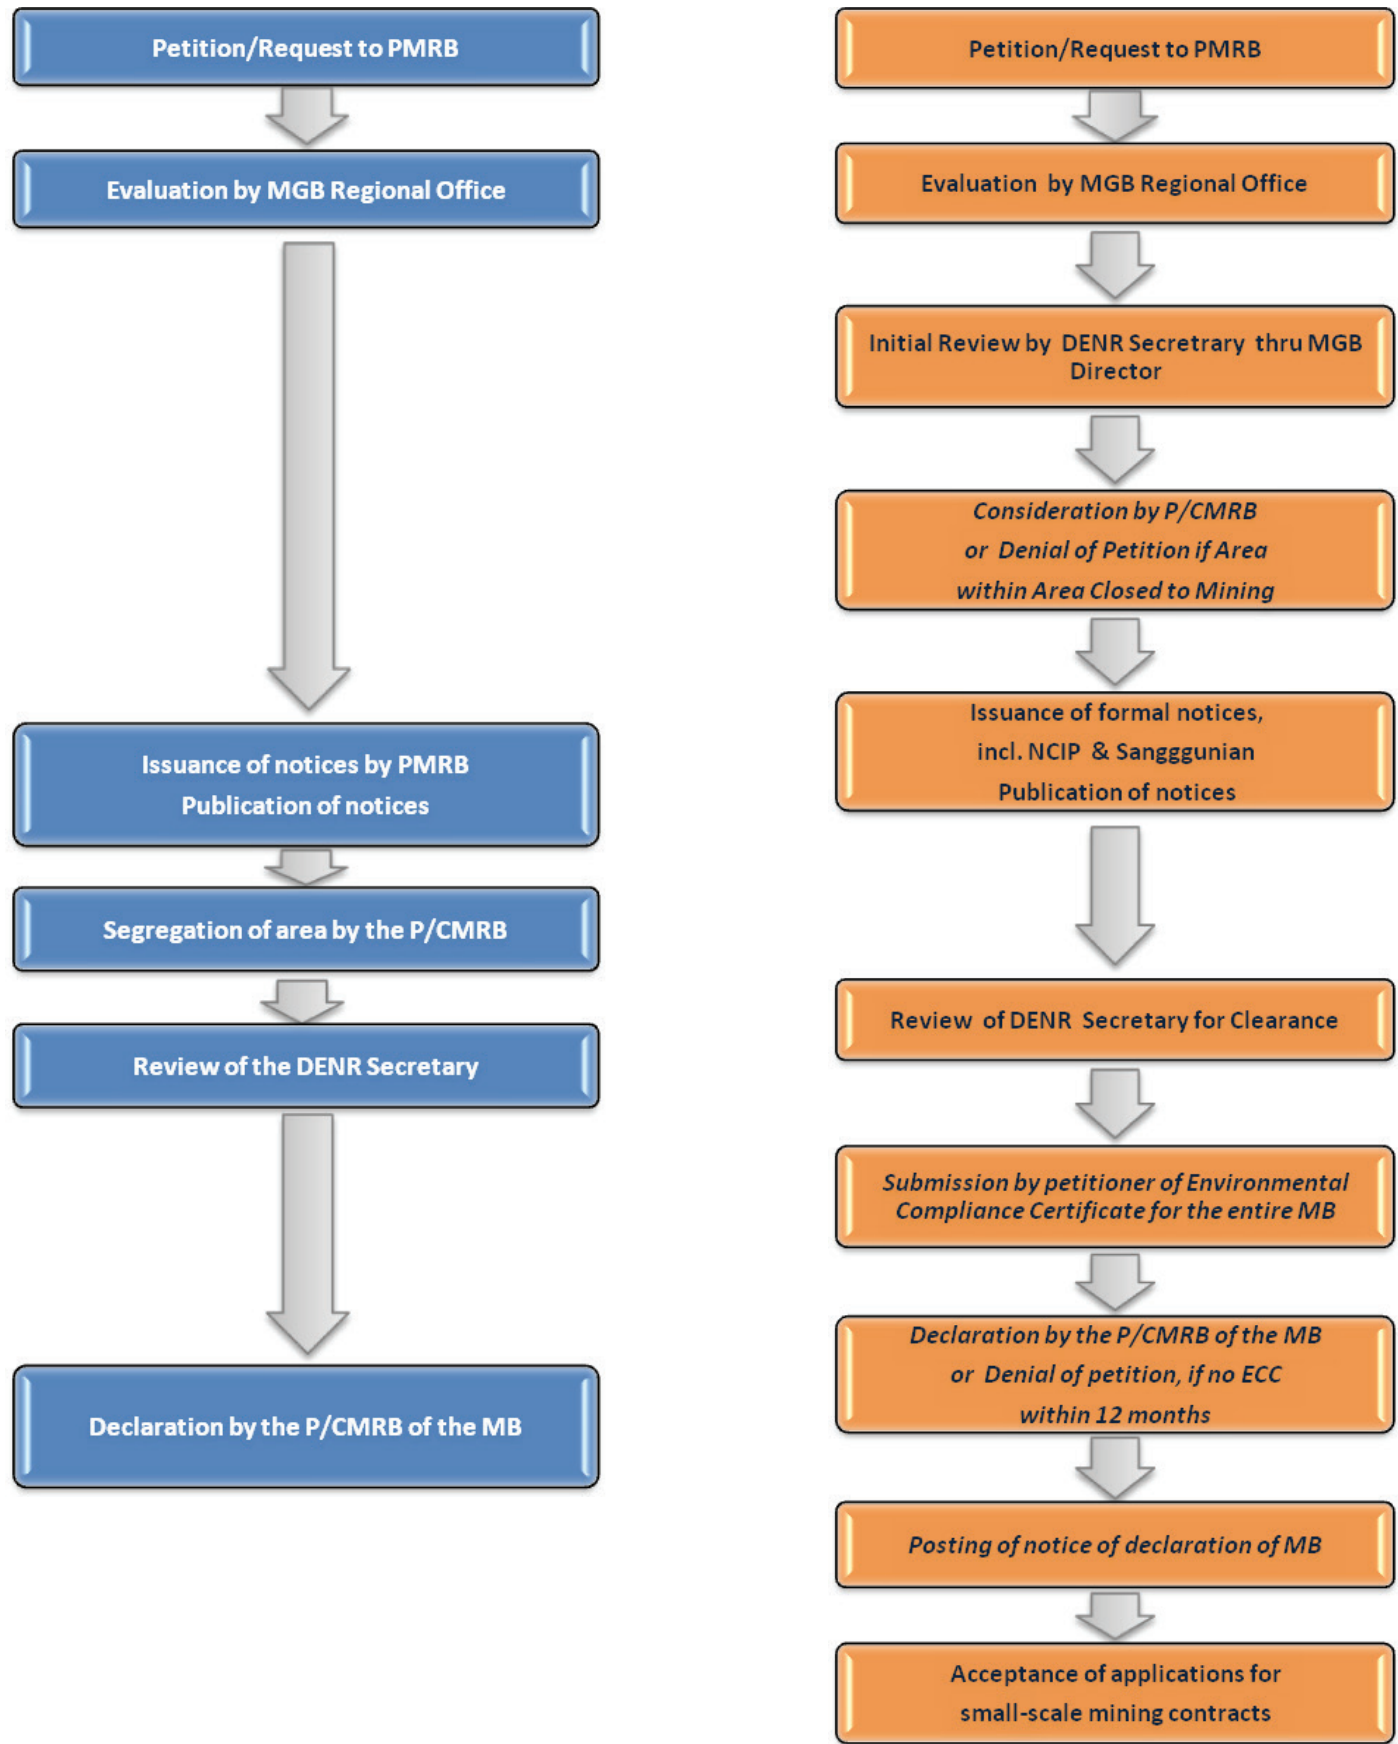 Petition/Request to PMRB
Evaluation by MGB Regional Office
Issuance of notices by PMRB
Publication of notices
Segregation of area by the P/CMRB
Review of the DENR Secretary
Declaration by the P/CMRB of the MB
Petition/Request to PMRB
Evaluation by MGB Regional Office
Initial Review by DENR Secretrary thru MGB
Director
Consideration by P/CMRB
or Denial of Petition if Area
within Area Closed to Mining
Issuance of formal notices,
incl. NCIP & Sangggunian
Publication of notices
Review of DENR Secretary for Clearance
Submission by petitioner of Environmental
Compliance Certificate for the entire MB
Declaration by the P/CMRB of the MB
or Denial of petition, if no ECC
within 12 months
Posting of notice of declaration of MB
Acceptance of applications for
small-scale mining contracts